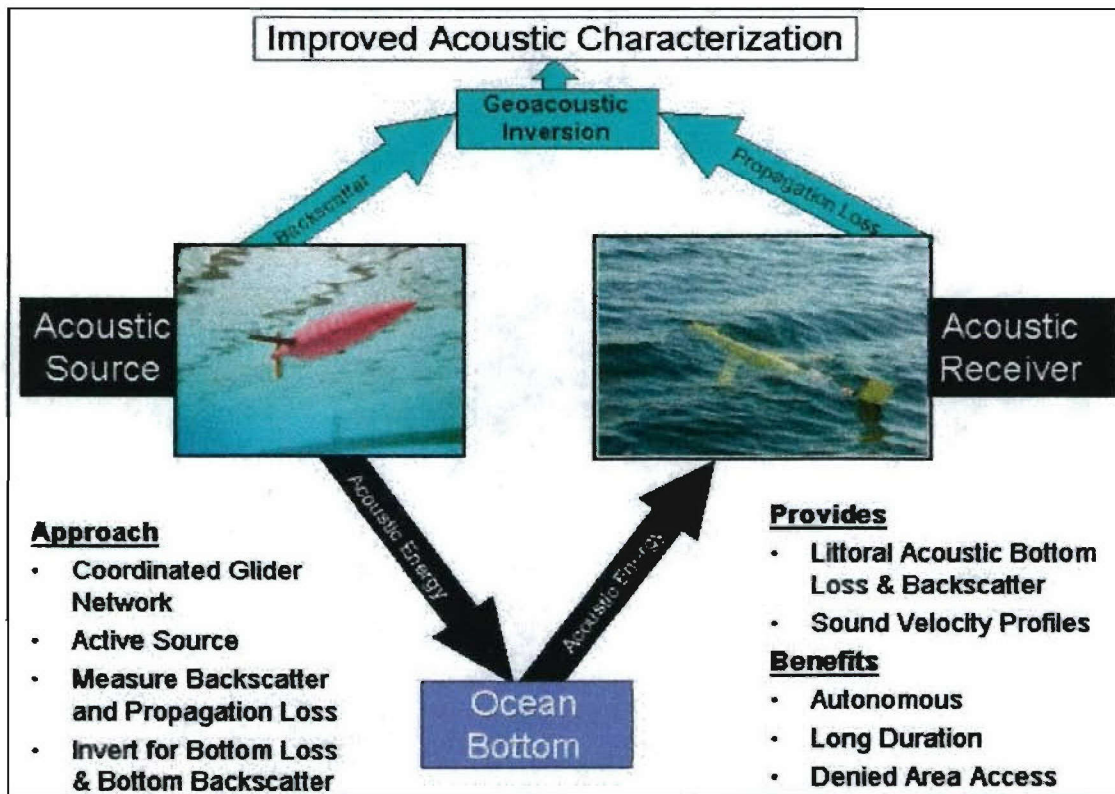 Improved Acoustic Characterization
Geoacoustic
Inversion
Backscatter
Propagation Loss
Acoustic
Source
Acoustic
Receiver
Acoustic Energy
Acoustic Energy
Approach
• Coordinated Glider
Network
• Active Source
• Measure Backscatter
and Propagation Loss
• Invert for Bottom Loss
& Bottom Backscatter
Ocean
Bottom
Provides
• Littoral Acoustic Bottom
Loss & Backscatter
• Sound Velocity Profiles
Benefits
• Autonomous
• Long Duration
• Denied Area Access